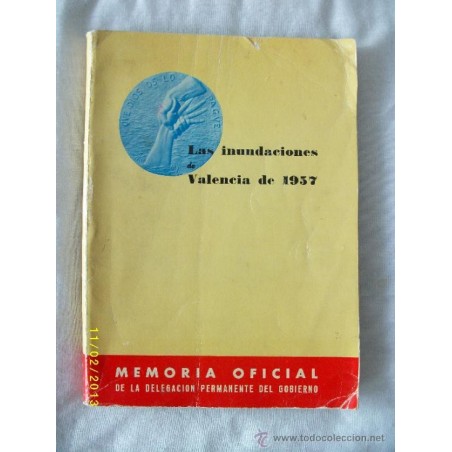 Las inundaciones
de
Valencia de 1957
MEMORIA OFICIAL
DE LA DELEGACION PERMANENTE DEL GOBIERNO
11/02/2013
www.todocoleccion.net